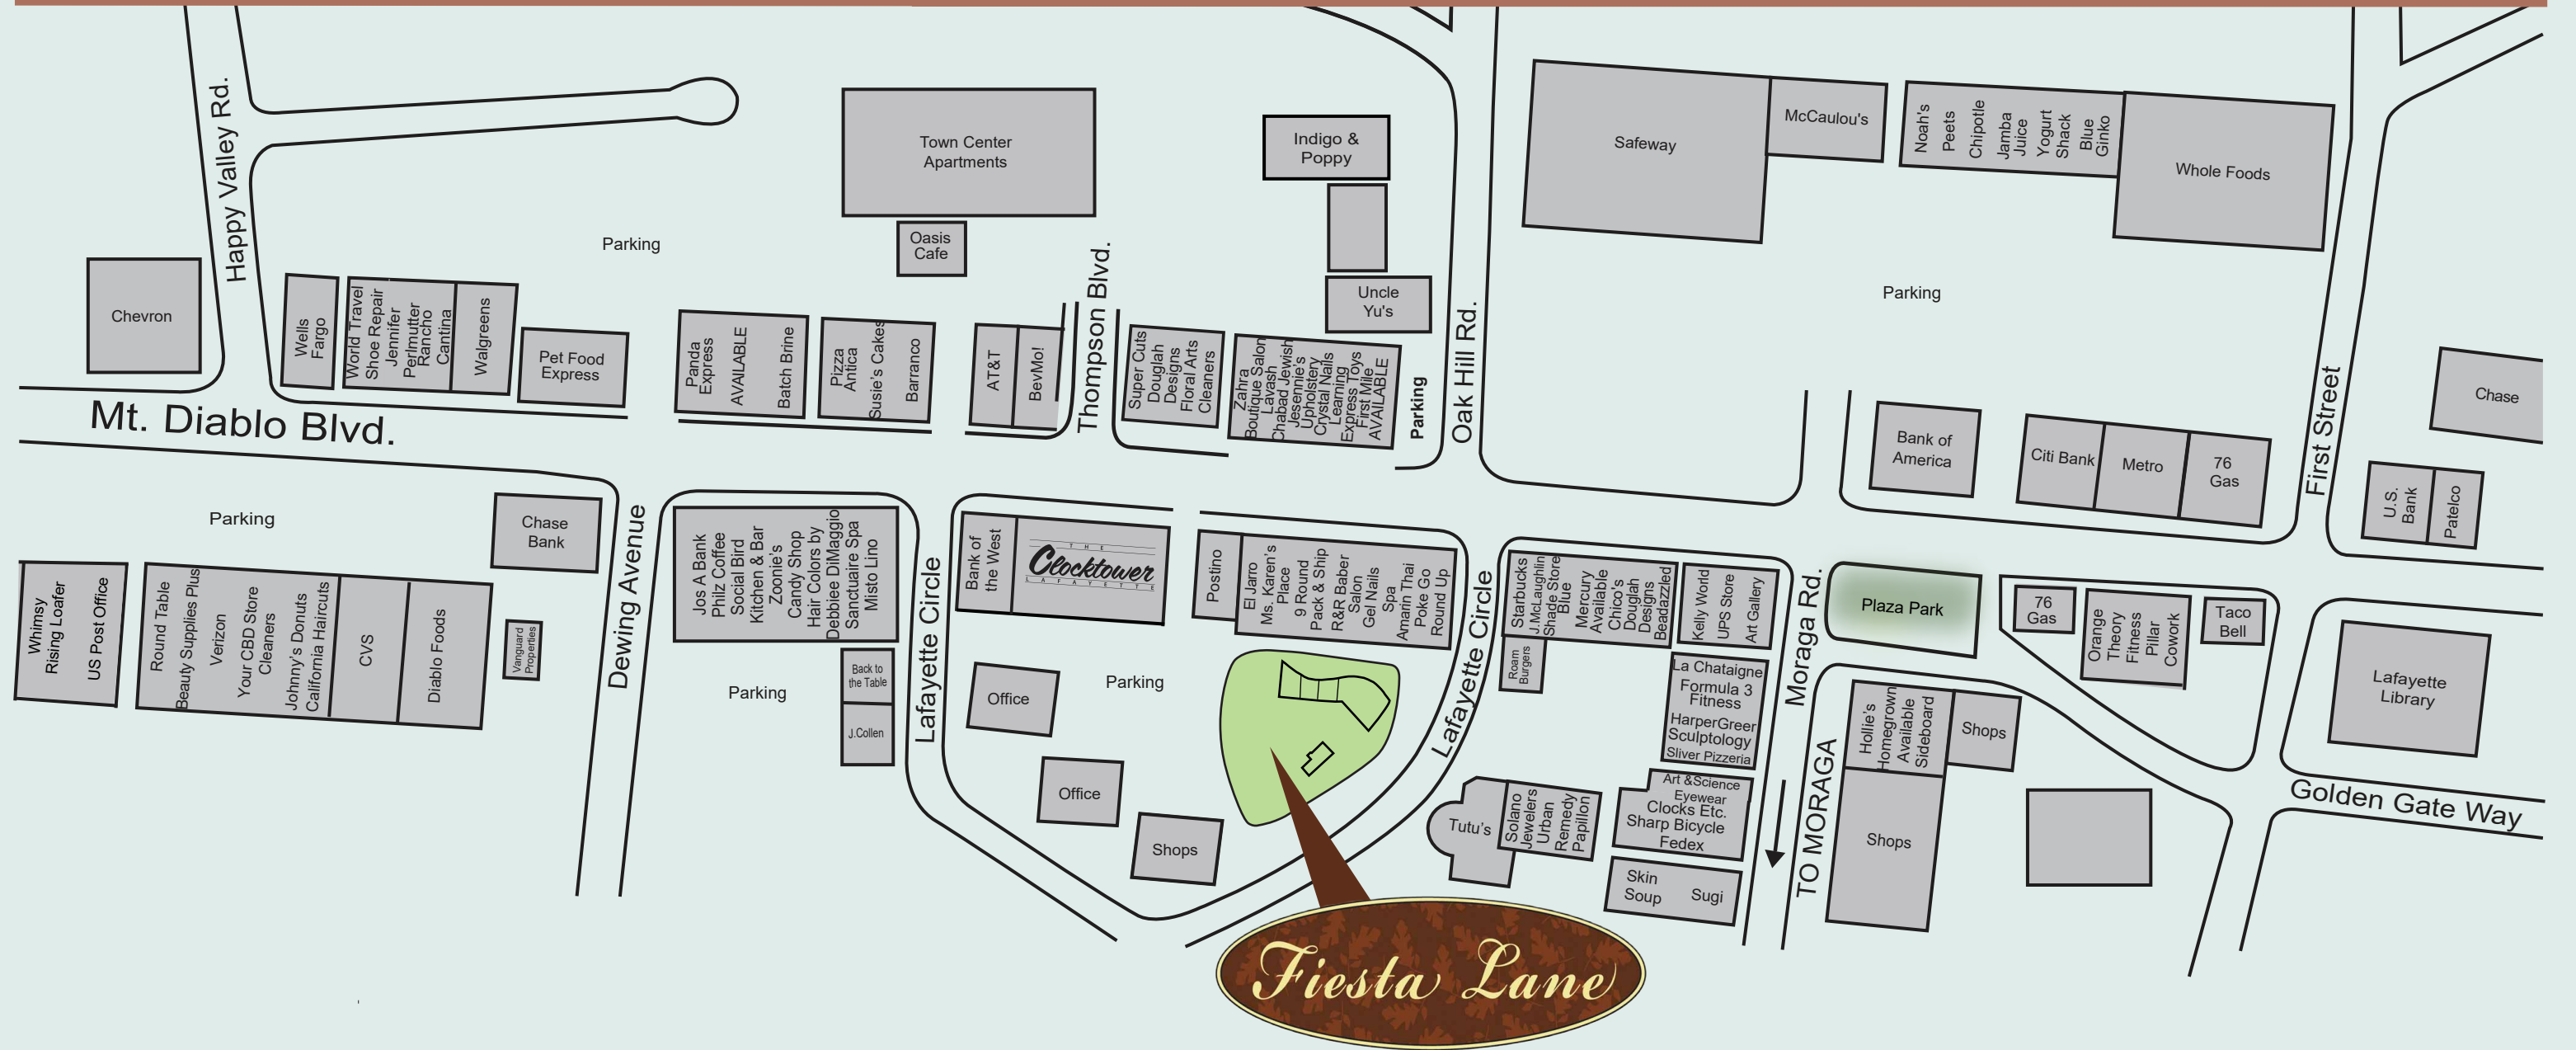 Happy Valley Rd.
Town Center
Apartments
Oasis
Cafe
Parking
Chevron
Wells
Fargo
World Travel
Shoe Repair
Jennifer
Perlmutter
Rancho
Cantina
Walgreens
Pet Food
Express
Panda
Express
AVAILABLE
Batch Brine
Pizza
Antica
Susie's Cakes
Barranco
AT&T
BevMo!
Thompson Blvd.
Super Cuts
Douglah
Designs
Floral Arts
Cleaners
Zahra
Boutique Salon
Lavash
Chabad Jewish
Jesennie's
Upholstery
Crystal Nails
Learning
Express Toys
First Mile
AVAILABLE
Parking
Indigo &
Poppy
Uncle
Yu's
Oak Hill Rd.
Safeway
McCaulou's
Noah's
Peets
Chipotle
Jamba
Juice
Yogurt
Shack
Blue
Ginko
Whole Foods
Parking
Bank of
America
Citi Bank
Metro
76
Gas
First Street
Chase
U.S.
Bank
Patelco
Mt. Diablo Blvd.
Parking
Chase
Bank
Whimsy
Rising Loafer
US Post Office
Round Table
Beauty Supplies Plus
Verizon
Your CBD Store
Cleaners
Johnny's Donuts
California Haircuts
CVS
Diablo Foods
Vanguard
Properties
Dewing Avenue
Jos A Bank
Philz Coffee
Social Bird
Kitchen & Bar
Zoonie's
Candy Shop
Hair Colors by
Debbiee DiMaggio
Sanctuaire Spa
Misto Lino
Back to
the Table
J.Collen
Parking
Lafayette Circle
Bank of
the West
THE
Clocktower
LAFAYETTE
Office
Parking
Office
Shops
Postino
El Jarro
Ms. Karen's
Place
9 Round
Pack & Ship
R&R Baber
Salon
Gel Nails
Spa
Amarin Thai
Poke Go
Round Up
Lafayette Circle
Starbucks
J.McLaughlin
Shade Store
Blue
Mercury
Available
Chico's
Douglah
Designs
Beadazzled
Kelly World
UPS Store
Art Gallery
Roam
Burgers
La Chataigne
Formula 3
Fitness
HarperGreer
Sculptology
Sliver Pizzeria
Tutu's
Solano
Jewelers
Urban
Remedy
Papillon
Art &Science
Eyewear
Clocks Etc.
Sharp Bicycle
Fedex
Skin
Soup
Sugi
Moraga Rd.
TO MORAGA
Plaza Park
76
Gas
Orange
Theory
Fitness
Pillar
Cowork
Taco
Bell
Hollie's
Homegrown
Available
Sideboard
Shops
Shops
Lafayette
Library
Golden Gate Way
Fiesta Lane